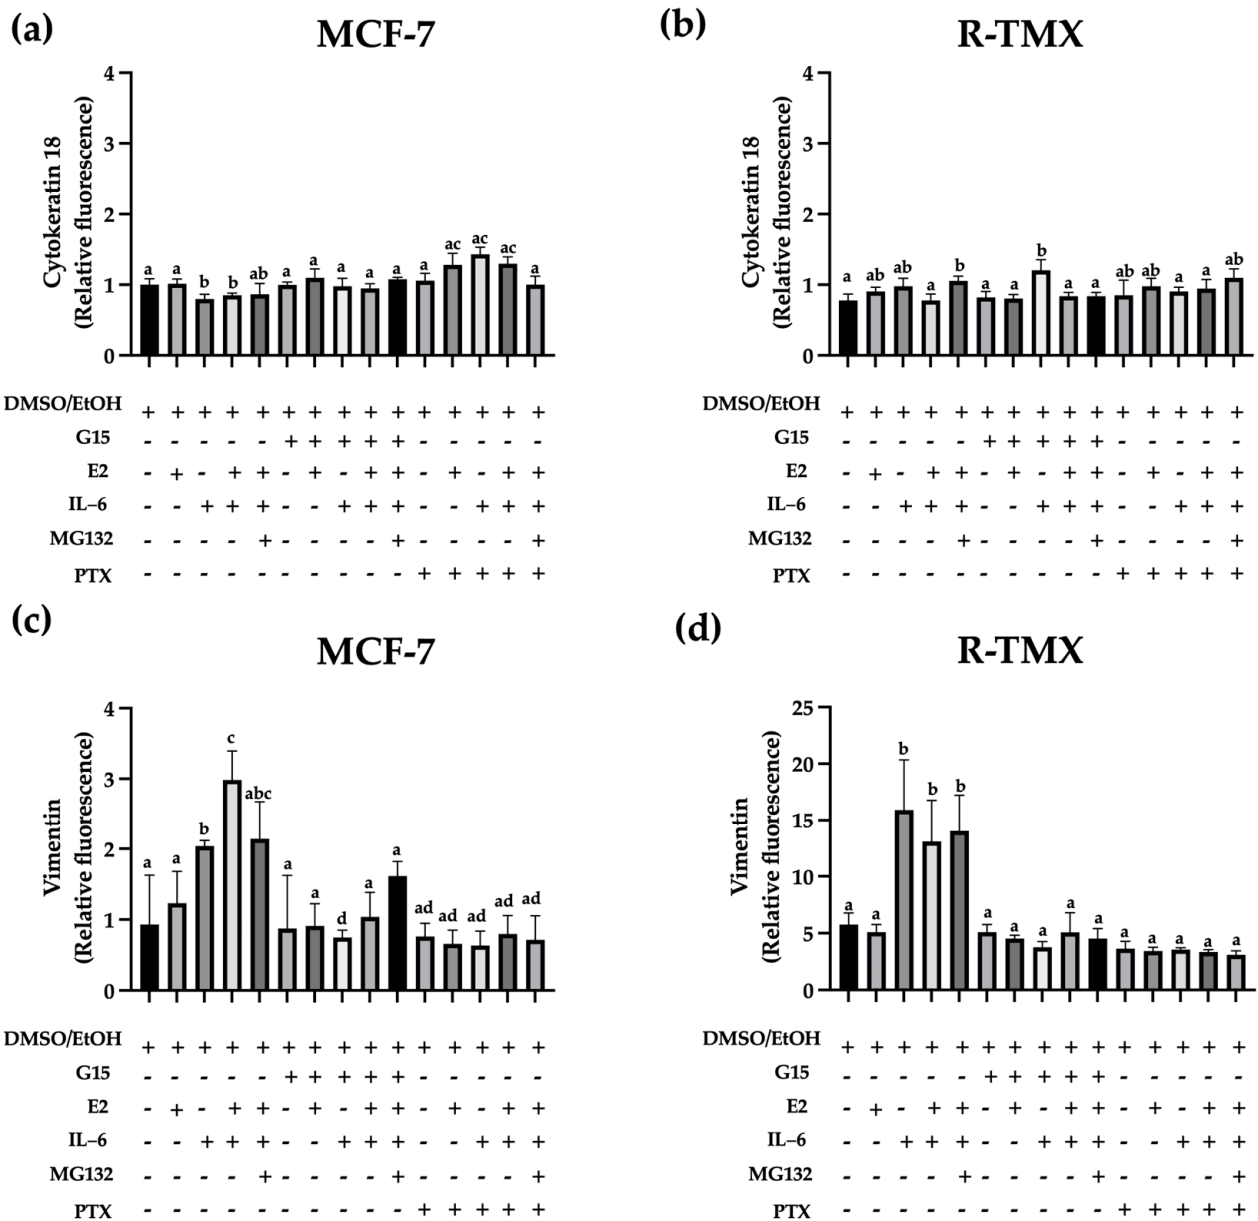 (a)
MCF-7
Cytokeratin 18
(Relative fluorescence)
4
3
2
1
0
a a b b ab a a a a a a ac ac ac a
DMSO/EtOH + + + + + + + + + + + + + + +
G15 - - - - - + + + + + - - - - -
E2 - + - + + - + - + + - + - + +
IL–6 - - + + + - - + + + - - + + +
MG132 - - - - + - - - - + - - - - +
PTX - - - - - - - - - - + + + + +
(b)
R-TMX
Cytokeratin 18
(Relative fluorescence)
4
3
2
1
0
a ab ab a b a a b a a ab ab a a ab
DMSO/EtOH + + + + + + + + + + + + + + +
G15 - - - - - + + + + + - - - - -
E2 - + - + + - + - + + - + - + +
IL–6 - - + + + - - + + + - - + + +
MG132 - - - - + - - - - + - - - - +
PTX - - - - - - - - - - + + + + +
(c)
MCF-7
Vimentin
(Relative fluorescence)
4
3
2
1
0
a a b c abc a a d a a ad ad ad ad ad
DMSO/EtOH + + + + + + + + + + + + + + +
G15 - - - - - + + + + + - - - - -
E2 - + - + + - + - + + - + - + +
IL–6 - - + + + - - + + + - - + + +
MG132 - - - - + - - - - + - - - - +
PTX - - - - - - - - - - + + + + +
(d)
R-TMX
Vimentin
(Relative fluorescence)
25
20
15
10
5
0
a a b b b a a a a a a a a a a
DMSO/EtOH + + + + + + + + + + + + + + +
G15 - - - - - + + + + + - - - - -
E2 - + - + + - + - + + - + - + +
IL–6 - - + + + - - + + + - - + + +
MG132 - - - - + - - - - + - - - - +
PTX - - - - - - - - - - + + + + +